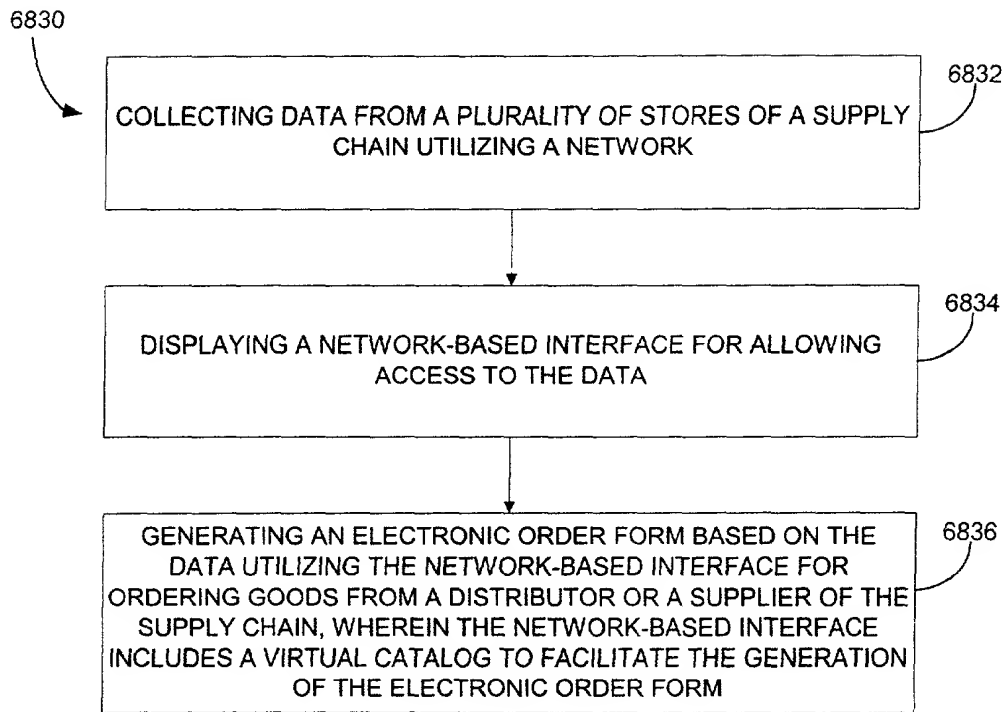 6830
6832
COLLECTING DATA FROM A PLURALITY OF STORES OF A SUPPLY
CHAIN UTILIZING A NETWORK
6834
DISPLAYING A NETWORK-BASED INTERFACE FOR ALLOWING
ACCESS TO THE DATA
6836
GENERATING AN ELECTRONIC ORDER FORM BASED ON THE
DATA UTILIZING THE NETWORK-BASED INTERFACE FOR
ORDERING GOODS FROM A DISTRIBUTOR OR A SUPPLIER OF THE
SUPPLY CHAIN, WHEREIN THE NETWORK-BASED INTERFACE
INCLUDES A VIRTUAL CATALOG TO FACILITATE THE GENERATION
OF THE ELECTRONIC ORDER FORM